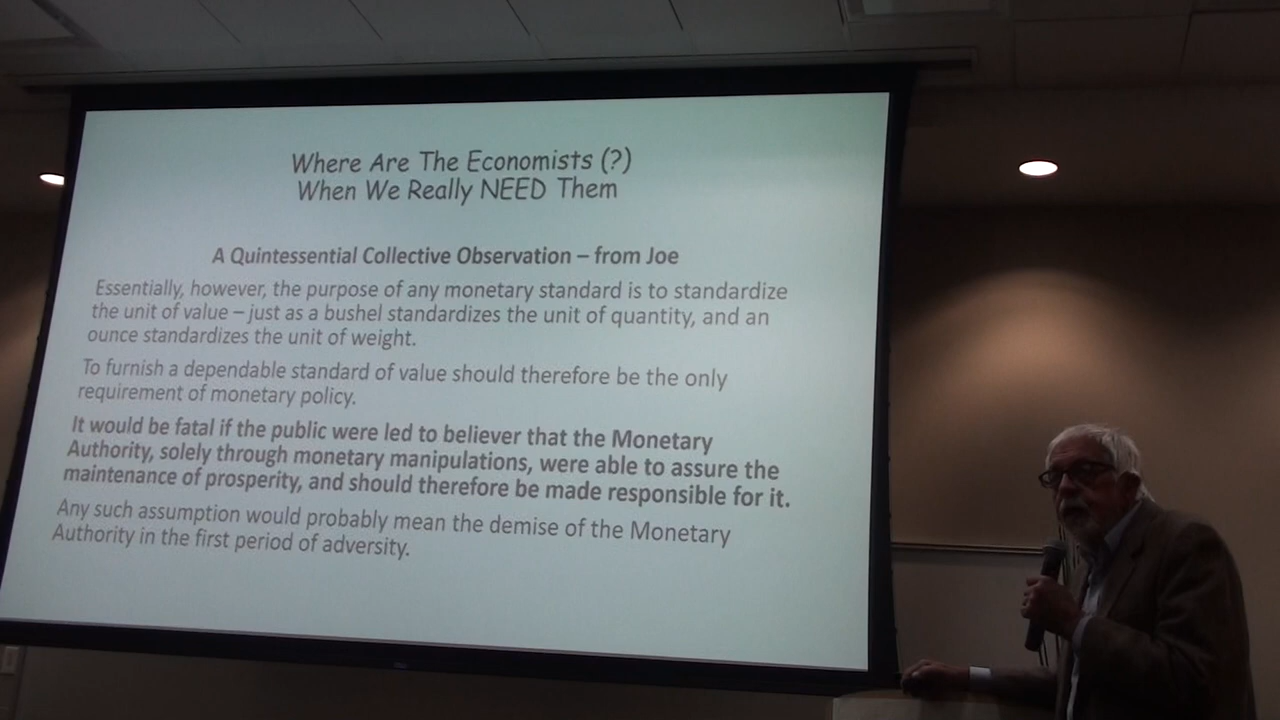 Where Are The Economists (?)
When We Really NEED Them
A Quintessential Collective Observation – from Joe
Essentially, however, the purpose of any monetary standard is to standardize
the unit of value – just as a bushel standardizes the unit of quantity, and an
ounce standardizes the unit of weight.
To furnish a dependable standard of value should therefore be the only
requirement of monetary policy.
It would be fatal if the public were led to believer that the Monetary
Authority, solely through monetary manipulations, were able to assure the
maintenance of prosperity, and should therefore be made responsible for it.
Any such assumption would probably mean the demise of the Monetary
Authority in the first period of adversity.